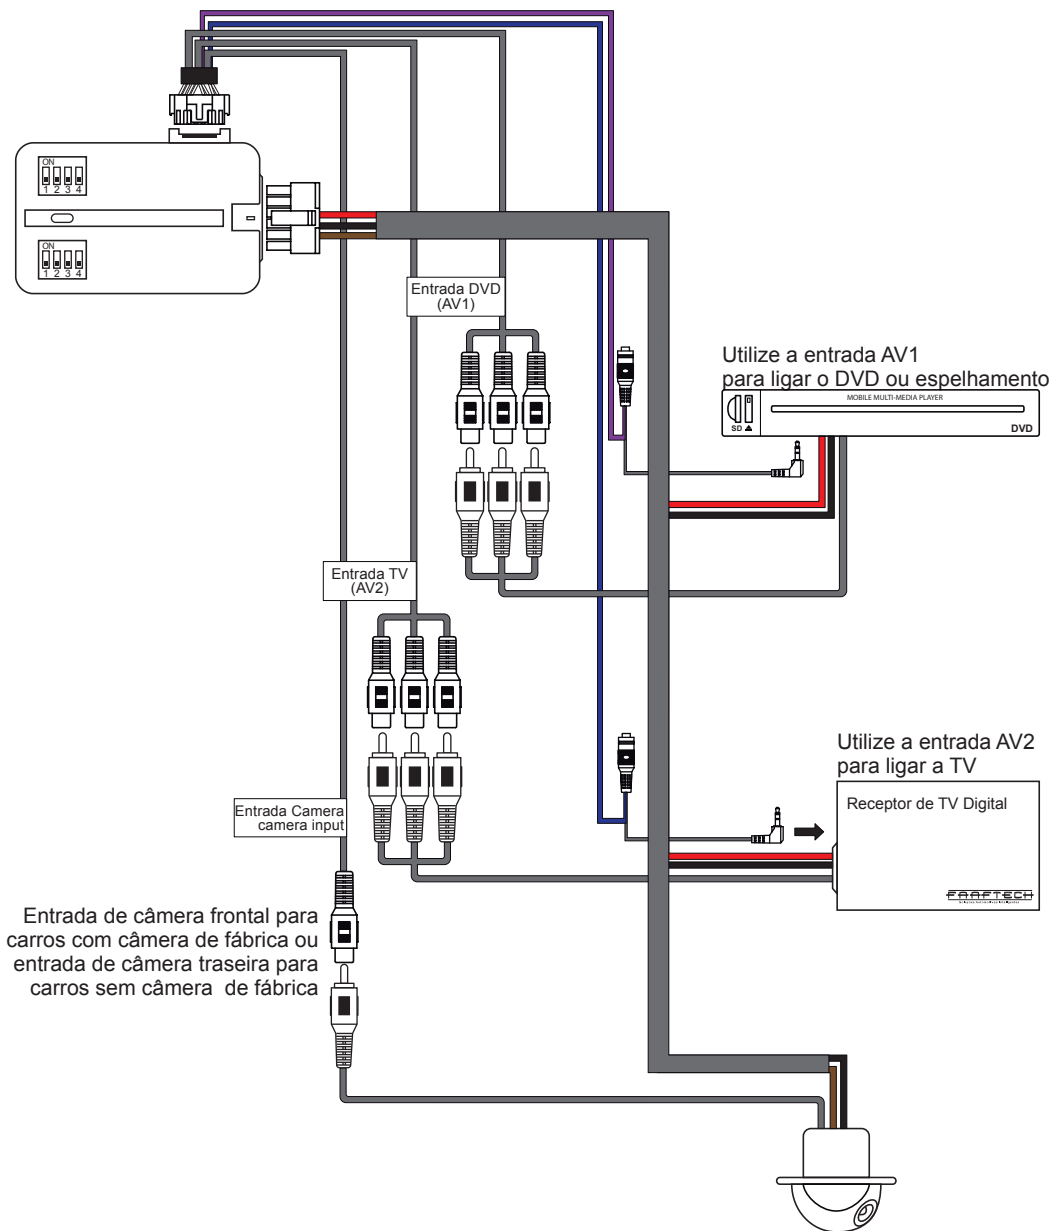 ON
1 2 3 4
ON
1 2 3 4
Entrada DVD
(AV1)
Utilize a entrada AV1
para ligar o DVD ou espelhamento
MOBILE MULTI-MEDIA PLAYER
SD
DVD
Entrada TV
(AV2)
Utilize a entrada AV2
para ligar a TV
Receptor de TV Digital
FAAFTECH
Entrada Camera
camera input
Entrada de câmera frontal para
carros com câmera de fábrica ou
entrada de câmera traseira para
carros sem câmera de fábrica